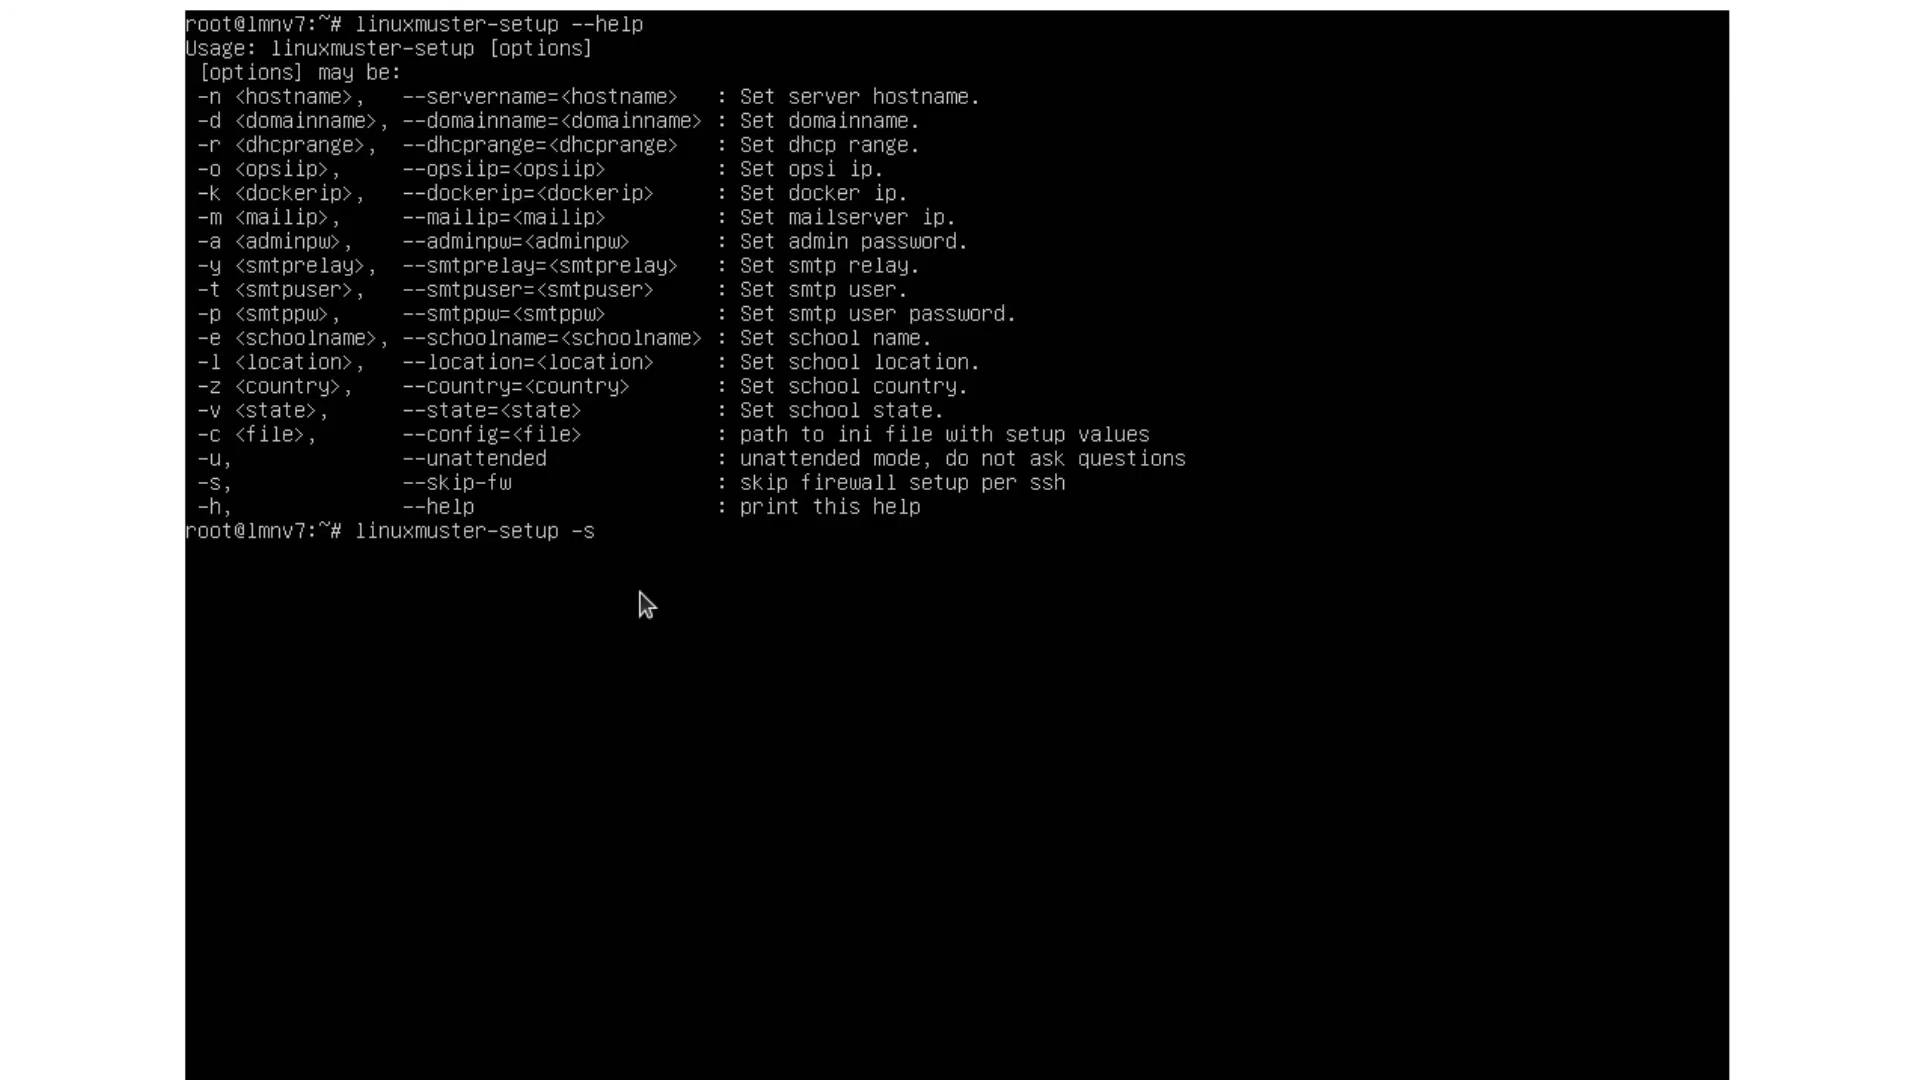 root@lmnv7:~# linuxmuster-setup --help
Usage: linuxmuster-setup [options]
 [options] may be:
 -n <hostname>,   --servername=<hostname>   : Set server hostname.
 -d <domainname>, --domainname=<domainname> : Set domainname.
 -r <dhcprange>,  --dhcprange=<dhcprange>   : Set dhcp range.
 -o <opsiip>,     --opsiip=<opsiip>         : Set opsi ip.
 -k <dockerip>,   --dockerip=<dockerip>     : Set docker ip.
 -m <mailip>,     --mailip=<mailip>         : Set mailserver ip.
 -a <adminpw>,    --adminpw=<adminpw>       : Set admin password.
 -y <smtprelay>,  --smtprelay=<smtprelay>   : Set smtp relay.
 -t <smtpuser>,   --smtpuser=<smtpuser>     : Set smtp user.
 -p <smtppw>,     --smtppw=<smtppw>         : Set smtp user password.
 -e <schoolname>, --schoolname=<schoolname> : Set school name.
 -l <location>,   --location=<location>     : Set school location.
 -z <country>,    --country=<country>       : Set school country.
 -v <state>,      --state=<state>           : Set school state.
 -c <file>,       --config=<file>           : path to ini file with setup values
 -u,              --unattended              : unattended mode, do not ask questions
 -s,              --skip-fw                 : skip firewall setup per ssh
 -h,              --help                    : print this help
root@lmnv7:~# linuxmuster-setup -s